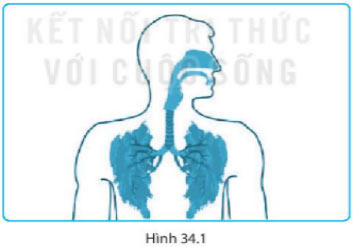 KẾT NỐI TRI THỨC
VỚI CUỘC SỐNG
Hình 34.1